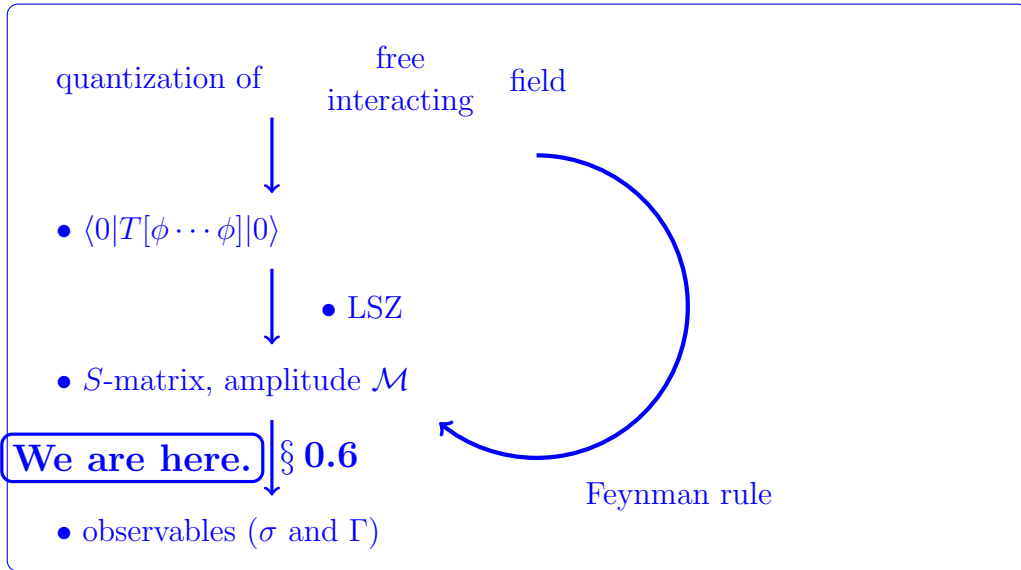 quantization of free interacting field
• ⟨0|T[ϕ⋯ϕ]|0⟩
• LSZ
• S-matrix, amplitude ℳ
We are here. § 0.6
Feynman rule
• observables (σ and Γ)